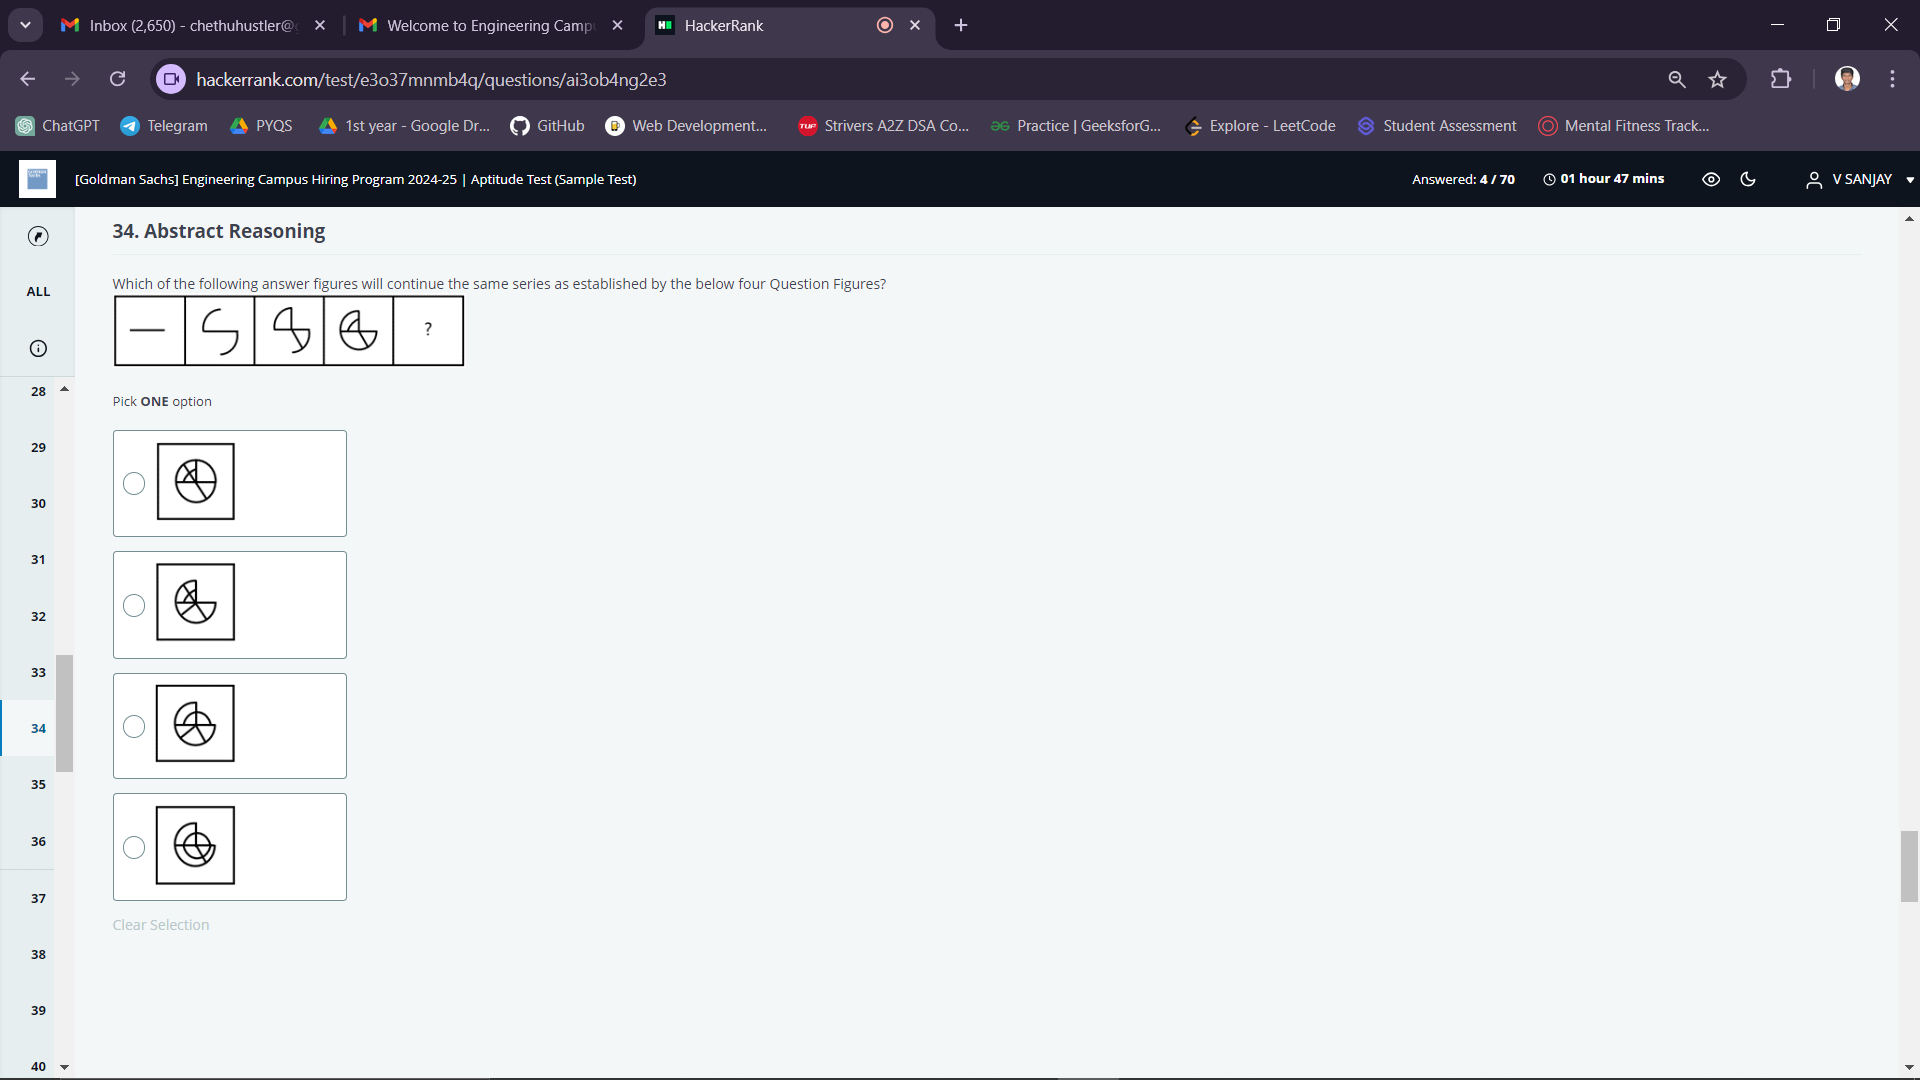 Inbox (2,650) - chethuhustler@g
Welcome to Engineering Camp
HackerRank
hackerrank.com/test/e3o37mnmb4q/questions/ai3ob4ng2e3
ChatGPT
Telegram
PYQS
1st year - Google Dr...
GitHub
Web Development...
Strivers A2Z DSA Co...
Practice | GeeksforG...
Explore - LeetCode
Student Assessment
Mental Fitness Track...
[Goldman Sachs] Engineering Campus Hiring Program 2024-25 | Aptitude Test (Sample Test)
Answered: 4 / 70
01 hour 47 mins
V SANJAY
34. Abstract Reasoning
Which of the following answer figures will continue the same series as established by the below four Question Figures?
?
Pick ONE option
Clear Selection
ALL
28
29
30
31
32
33
34
35
36
37
38
39
40